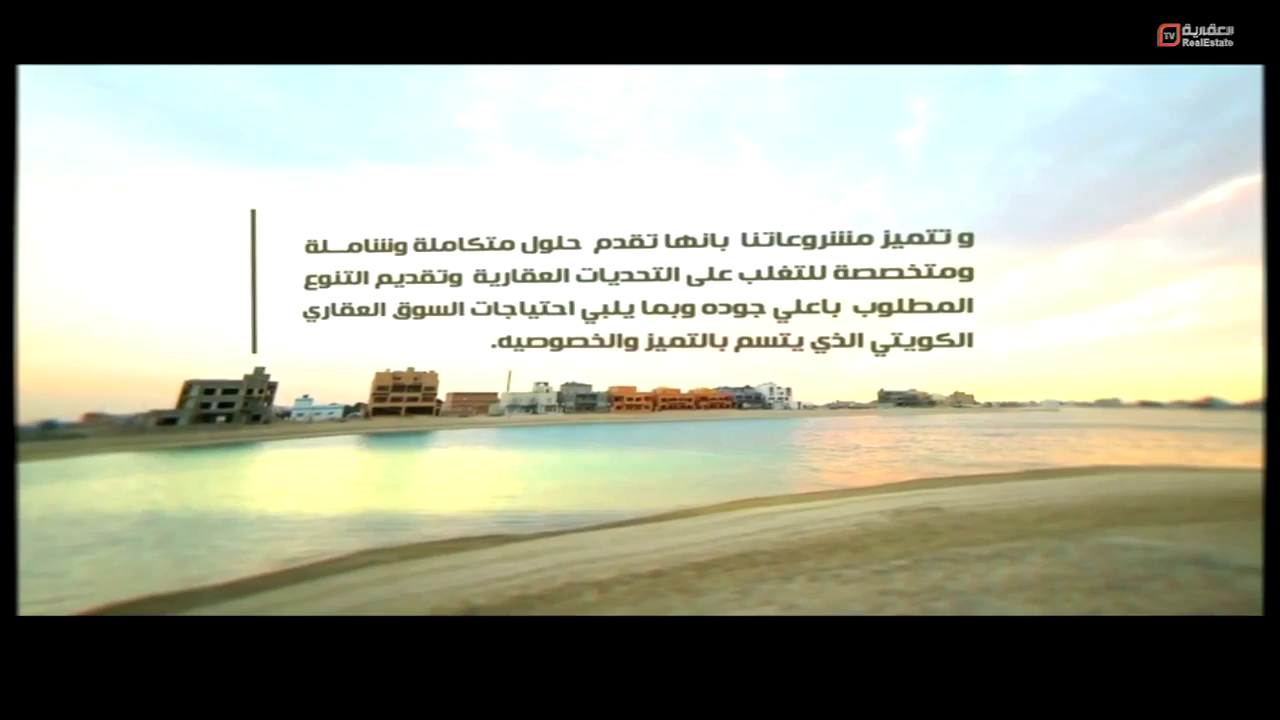 العقارية
TV
RealEstate
و تتميز مشروعاتنا بانها تقدم حلول متكاملة وشامـــلة
ومتخصصة للتغلب على التحديات العقارية وتقديم التنوع
المطلوب باعلي جوده وبما يلبي احتياجات السوق العقاري
الكويتي الذي يتسم بالتميز والخصوصيه.